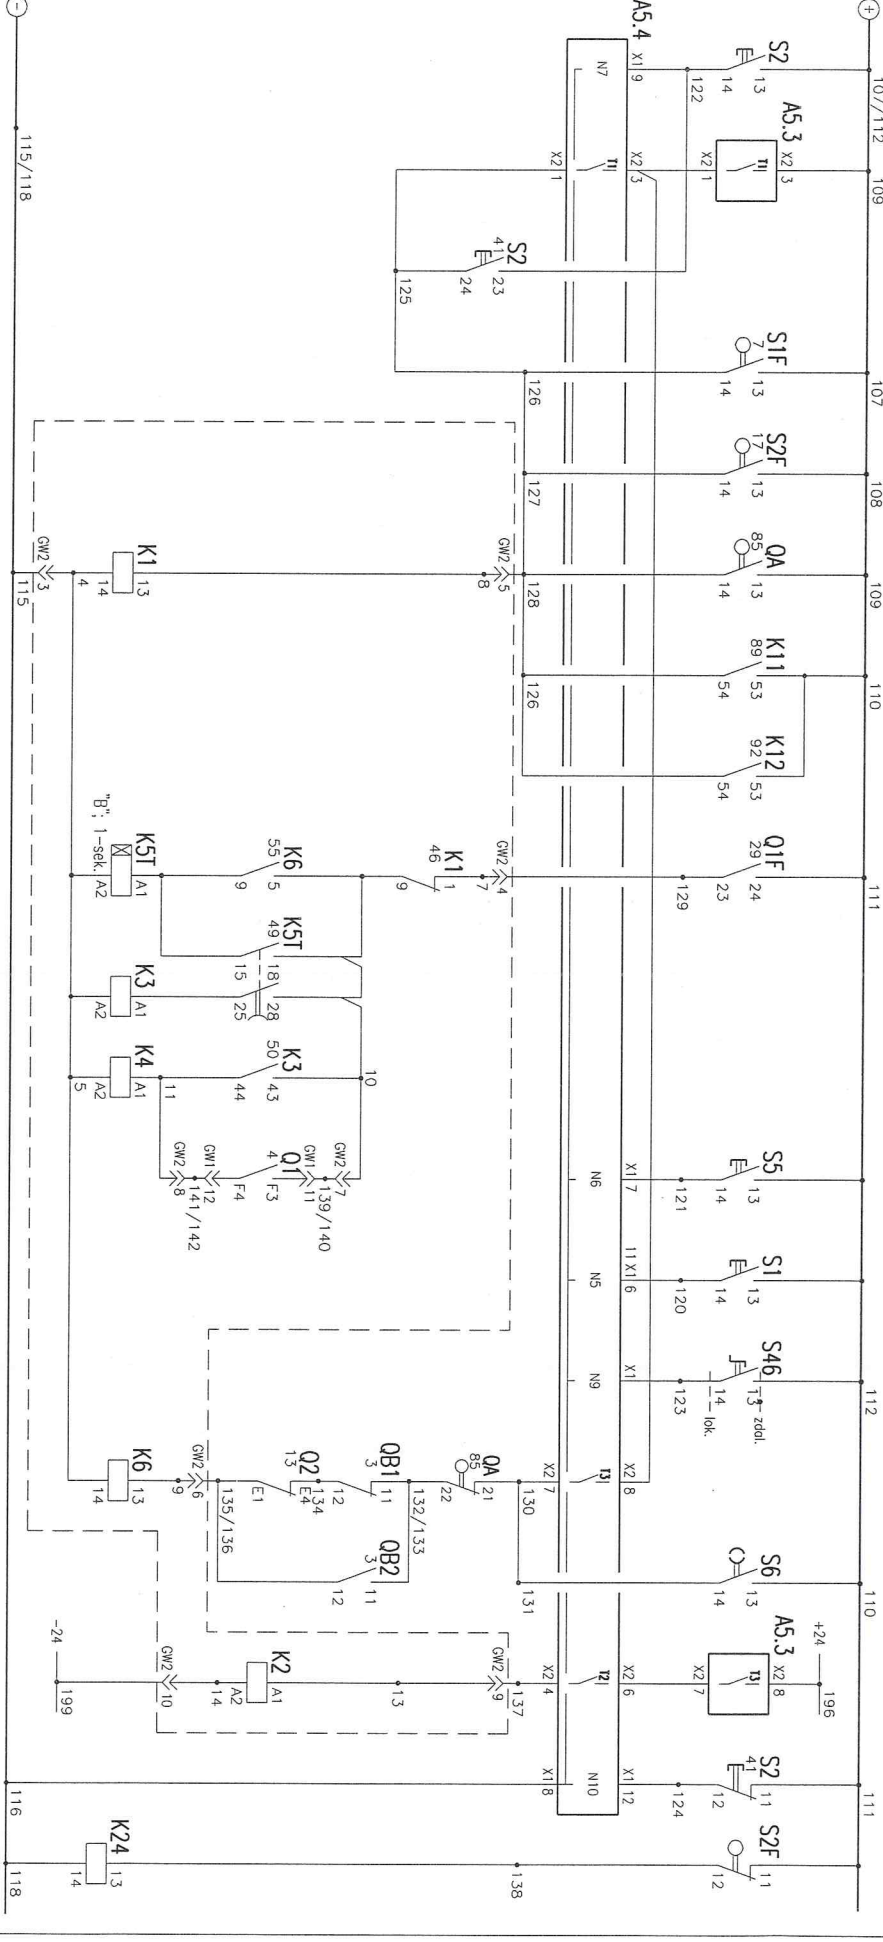 +
107/112
109
107
108
109
110
111
112
110
+24
196
111
S2
13
14
A5.3
X2 3
T1
X2 1
S1F
7
13
14
S2F
17
13
14
QA
85
13
14
K11
89
53
54
K12
92
53
54
Q1F
29
24
23
S5
13
14
S1
13
14
S46
13
14
zdal.
lok.
S6
13
14
A5.3
X2 8
T3
X2 7
S2
41
11
12
S2F
11
12
122
129
121
120
123
124
A5.4
X1 9
X2 3
X1 7
11 X1 6
X1
X2 8
X2 6
X1 12
N7
T1
N6
N5
N9
T3
T2
N10
X2 1
X2 7
X2 4
X1 8
S2
41
23
24
125
126
127
128
126
130
131
137
138
GW2 5
8
GW2 4
7
K1
46
1
9
K6
55
5
9
K5T
49
18
15
28
25
K3
50
43
44
10
11
GW2 7
139/140
GW1 11
Q1
4
F3
F4
GW1 12
141/142
GW2 8
QA
85
21
22
132/133
QB1
3
11
12
QB2
3
11
12
134
Q2
13
E4
E1
135/136
GW2 6
9
GW2 9
13
K1
13
14
4
GW2 3
115
K5T
A1
A2
"B"; 1-sek.
K3
A1
A2
K4
A1
A2
5
K6
13
14
K2
A1
A2
14
GW2 10
-24
199
K24
13
14
-
115/118
116
118